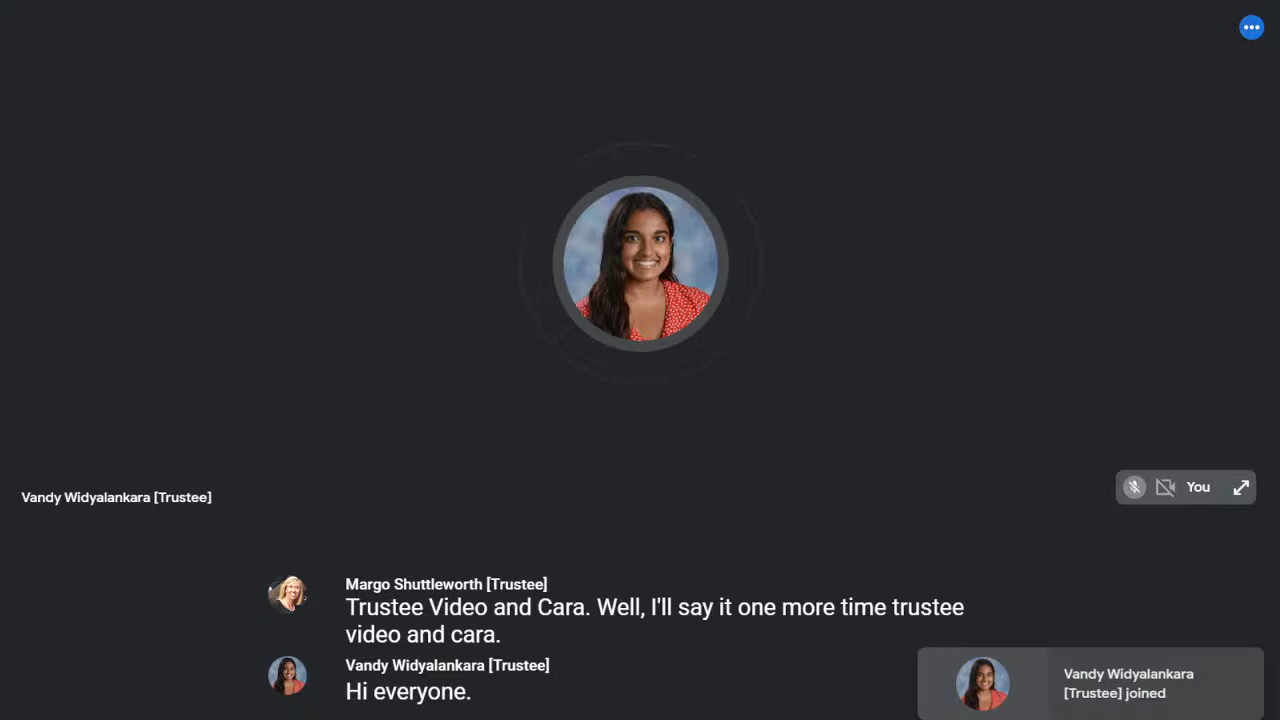 Vandy Widyalankara [Trustee]
You
Margo Shuttleworth [Trustee]
Trustee Video and Cara. Well, I'll say it one more time trustee
video and cara.
Vandy Widyalankara [Trustee]
Hi everyone.
Vandy Widyalankara
[Trustee] joined